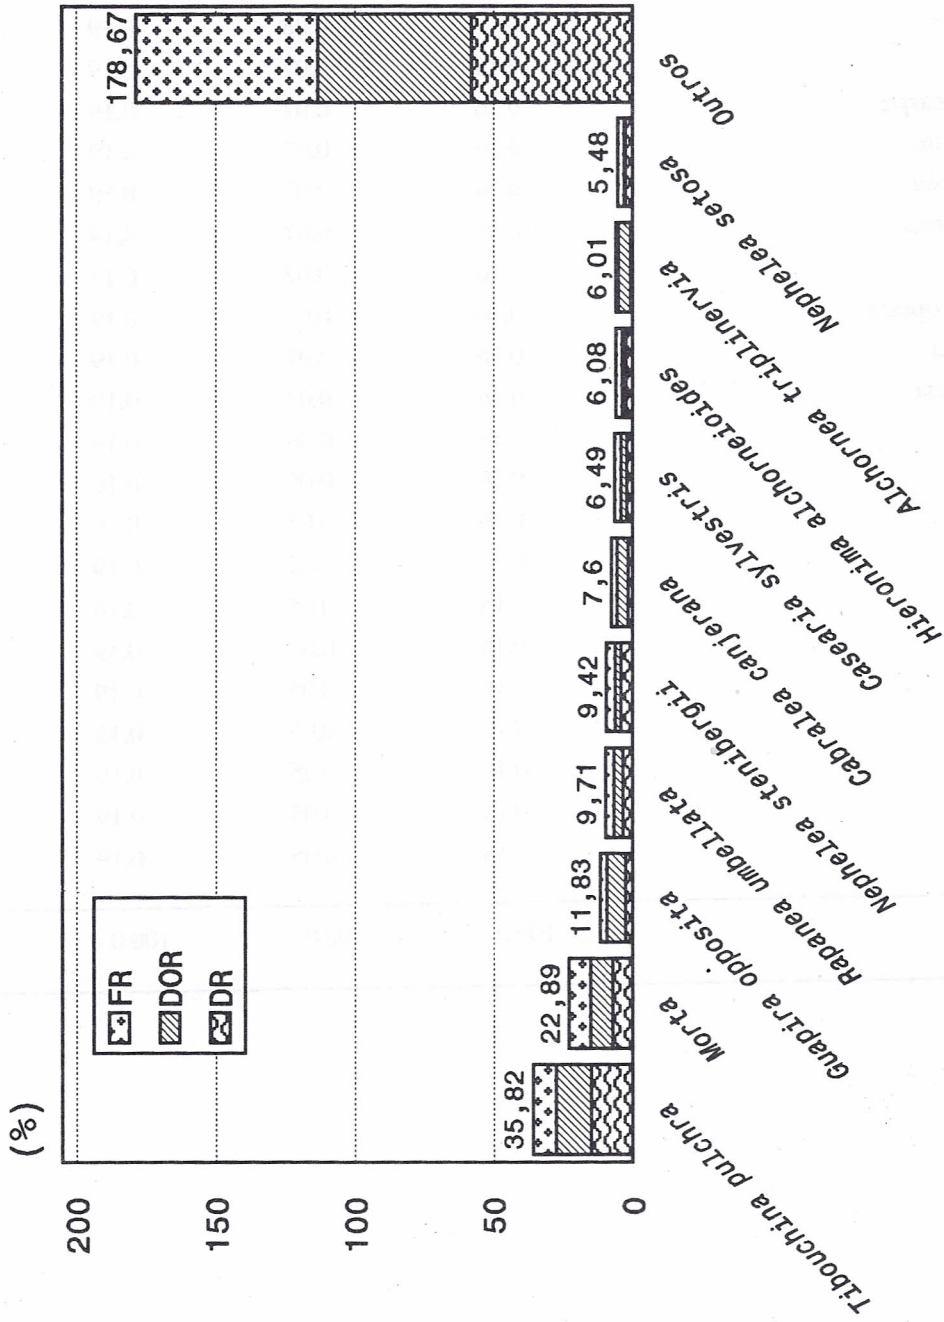 (%)
200
150
100
50
0
FR
DOR
DR
35,82
22,89
11,83
9,71
9,42
7,6
6,49
6,08
6,01
5,48
178,67
Tibouchina pulchra
Morta
Guapira opposita
Rapanea umbellata
Nephelea stenibergii
Cabralea canjerana
Casearia sylvestris
Hieronima alchorneioides
Alchornea triplinervia
Nephelea setosa
Outros